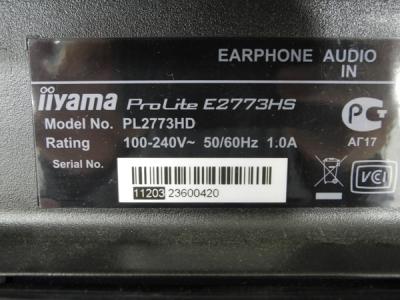 EARPHONE AUDIO
IN
iiyama ProLite E2773HS
Model No. PL2773HD
Rating 100-240V~ 50/60Hz 1.0A
Serial No.
11203 23600420
РС
АГ17
VCI